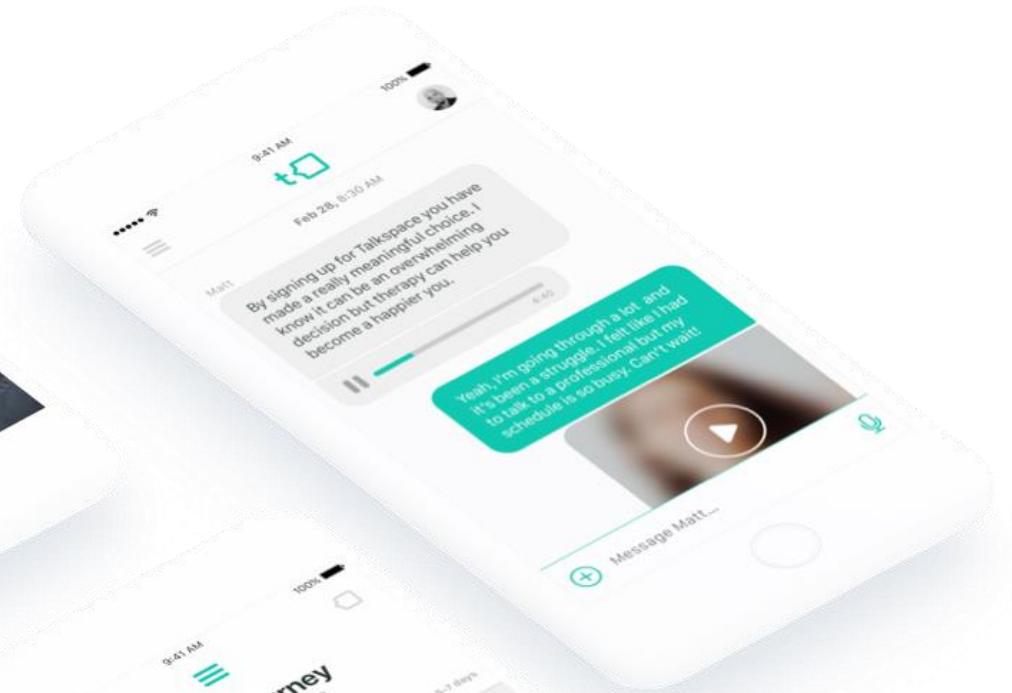 100%
9:41 AM
t
Feb 28, 8:30 AM
Matt
By signing up for Talkspace you have
made a really meaningful choice. I
know it can be an overwhelming
decision but therapy can help you
become a happier you.
4:40
Yeah, I'm going through a lot and
it's been a struggle. I felt like I had
to talk to a professional but my
schedule is so busy. Can't wait!
Message Matt...
100%
9:41 AM